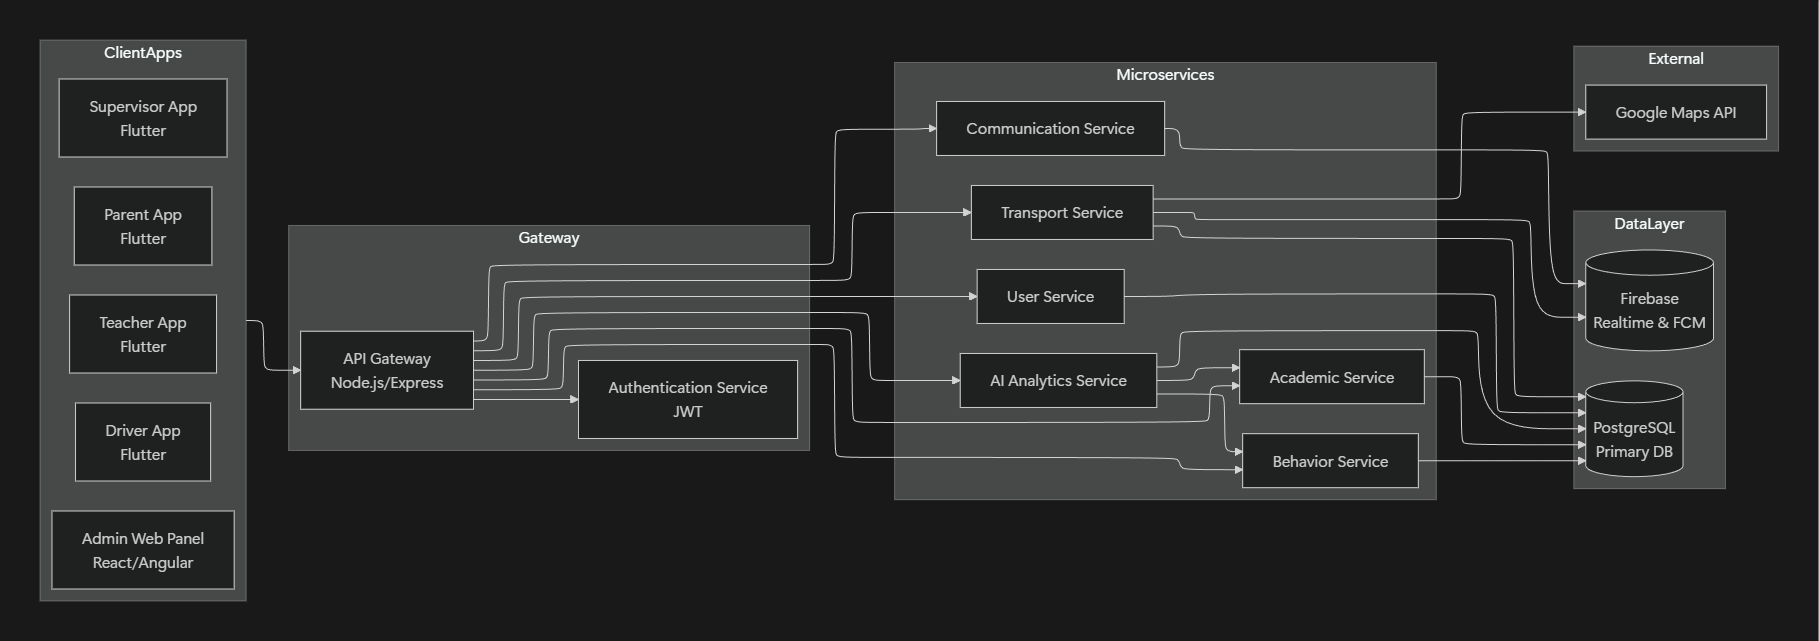 ClientApps
Supervisor App
Flutter
Parent App
Flutter
Teacher App
Flutter
Driver App
Flutter
Admin Web Panel
React/Angular
Gateway
API Gateway
Node.js/Express
Authentication Service
JWT
Microservices
Communication Service
Transport Service
User Service
AI Analytics Service
Academic Service
Behavior Service
External
Google Maps API
DataLayer
Firebase
Realtime & FCM
PostgreSQL
Primary DB